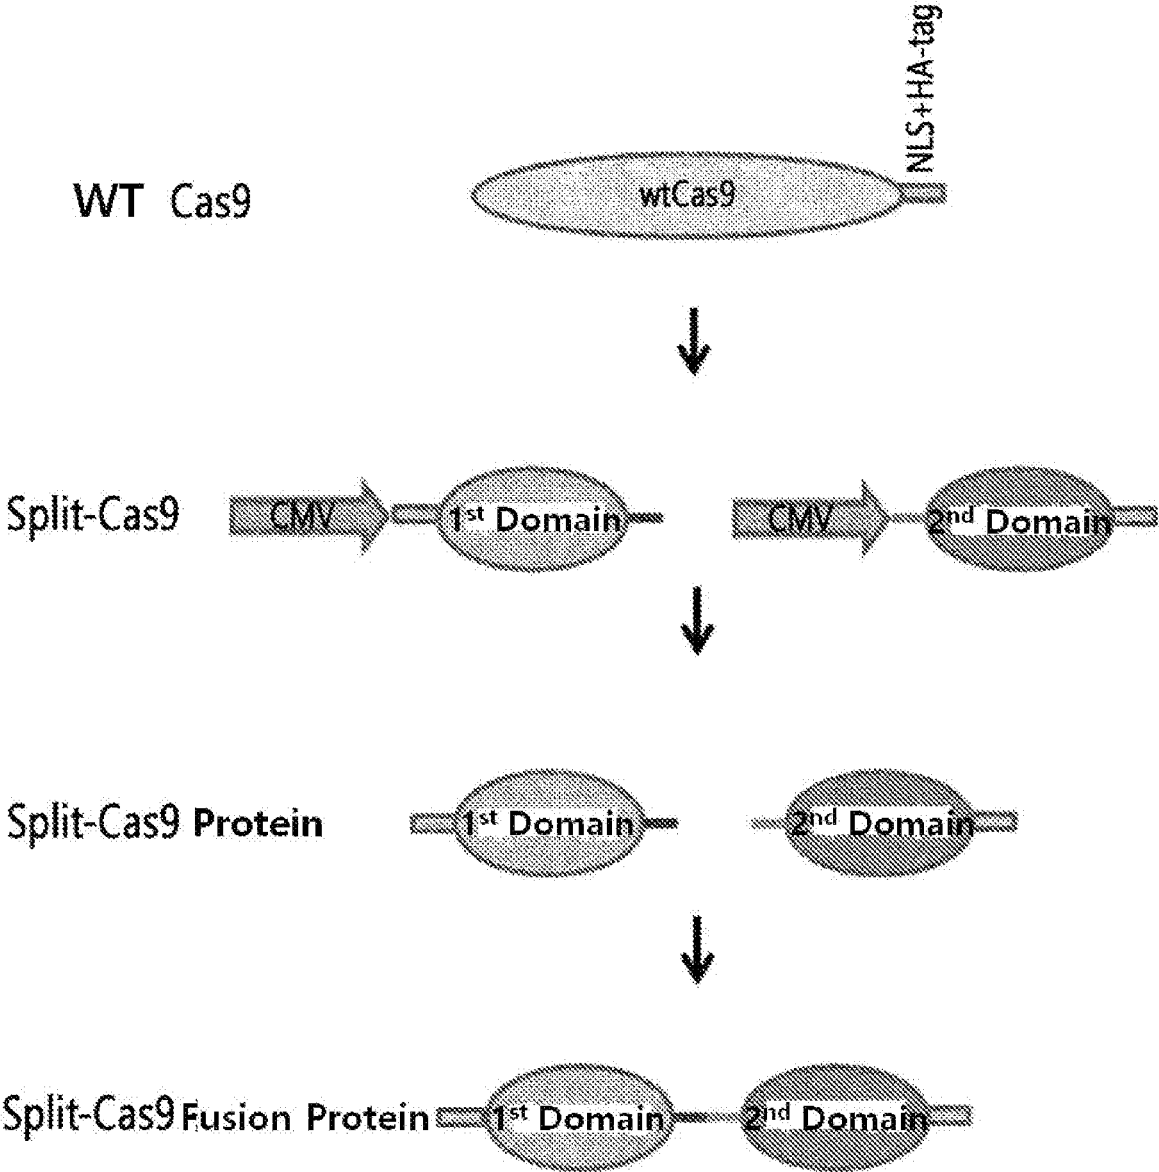 NLS+HA-tag
WT Cas9
wtCas9
Split-Cas9
CMV
1st Domain
CMV
2nd Domain
Split-Cas9 Protein
1st Domain
2nd Domain
Split-Cas9 Fusion Protein
1st Domain
2nd Domain